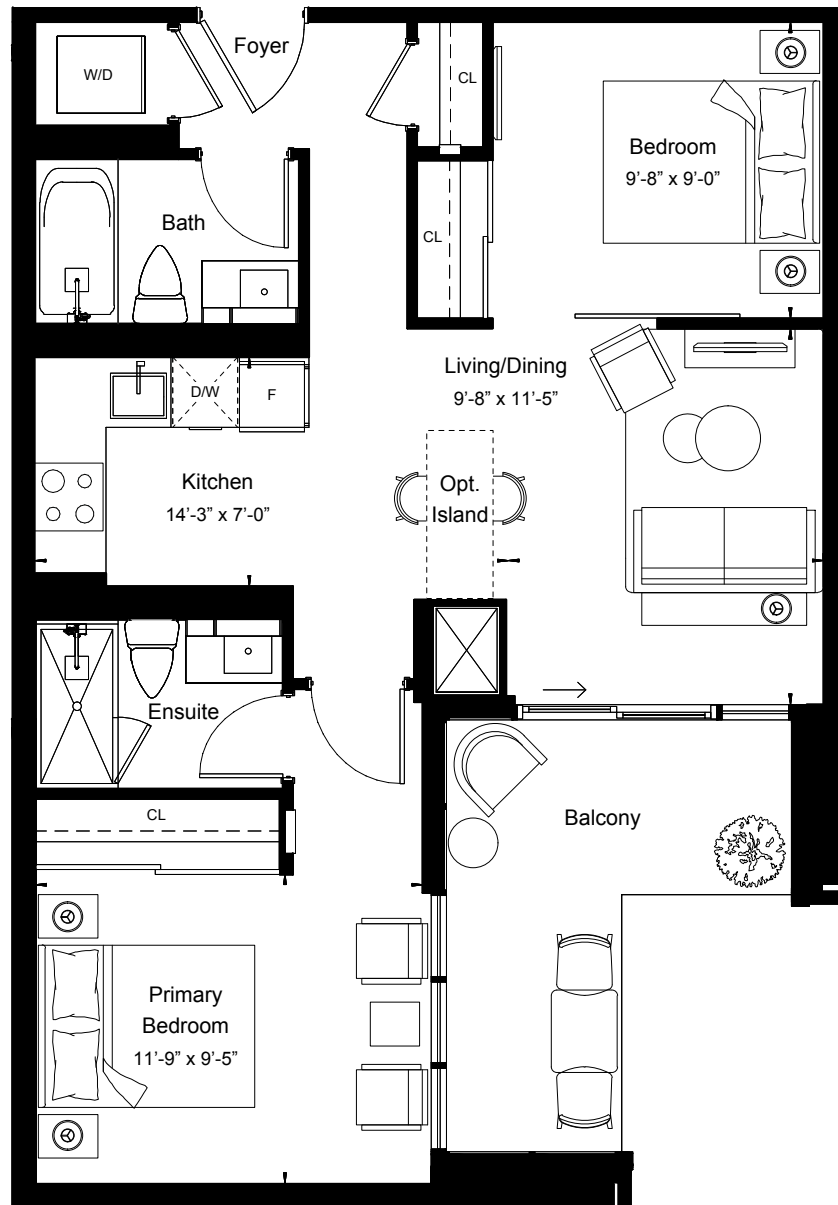 Foyer
W/D
CL
Bedroom
9’-8” x 9’-0”
Bath
CL
Living/Dining
9’-8” x 11’-5”
D/W
F
Kitchen
14’-3” x 7’-0”
Opt.
Island
Ensuite
CL
Balcony
Primary
Bedroom
11’-9” x 9’-5”